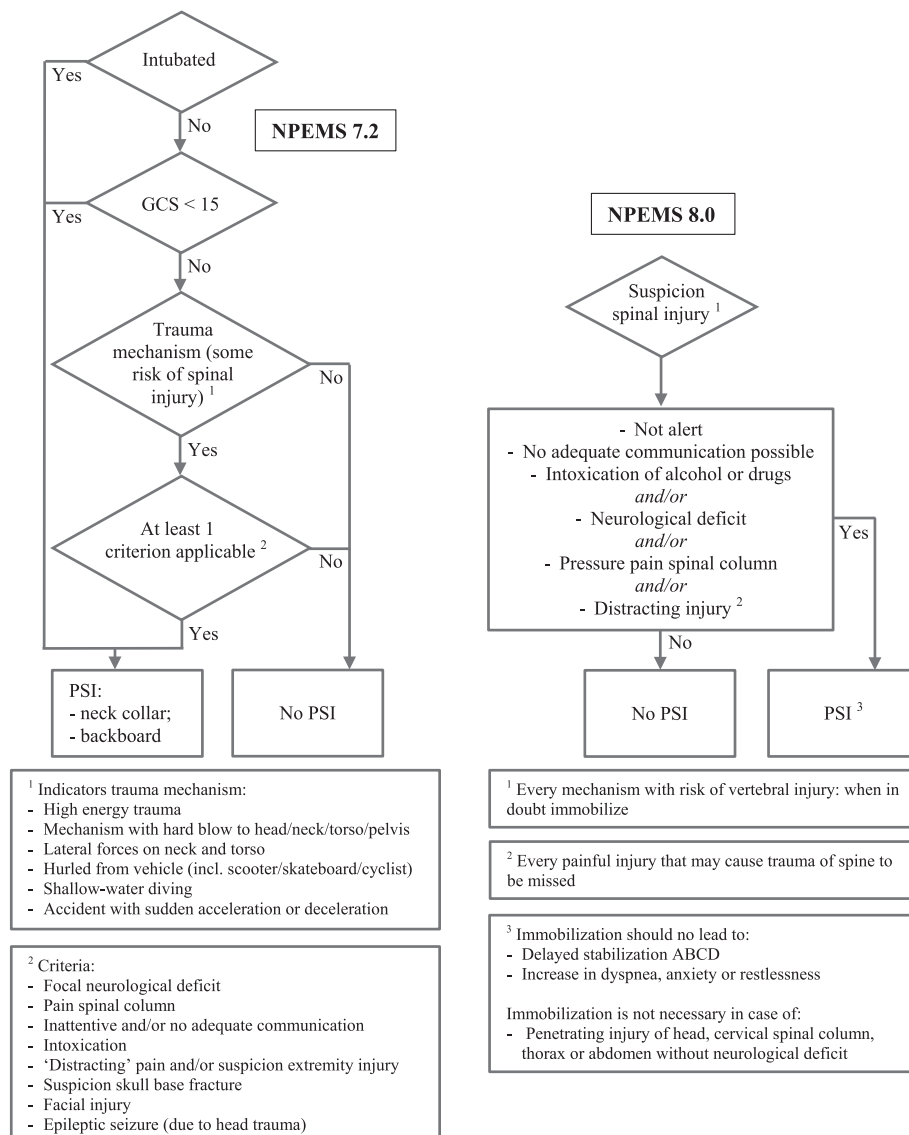 Intubated
Yes
No
NPEMS 7.2
GCS < 15
Yes
No
Trauma
mechanism (some
risk of spinal
injury) 1
No
Yes
At least 1
criterion applicable 2
No
Yes
PSI:
- neck collar;
- backboard
No PSI
1 Indicators trauma mechanism:
- High energy trauma
- Mechanism with hard blow to head/neck/torso/pelvis
- Lateral forces on neck and torso
- Hurled from vehicle (incl. scooter/skateboard/cyclist)
- Shallow-water diving
- Accident with sudden acceleration or deceleration
2 Criteria:
- Focal neurological deficit
- Pain spinal column
- Inattentive and/or no adequate communication
- Intoxication
- ‘Distracting’ pain and/or suspicion extremity injury
- Suspicion skull base fracture
- Facial injury
- Epileptic seizure (due to head trauma)
NPEMS 8.0
Suspicion
spinal injury 1
- Not alert
- No adequate communication possible
- Intoxication of alcohol or drugs
and/or
- Neurological deficit
and/or
- Pressure pain spinal column
and/or
- Distracting injury 2
Yes
No
No PSI
PSI 3
1 Every mechanism with risk of vertebral injury: when in
doubt immobilize
2 Every painful injury that may cause trauma of spine to
be missed
3 Immobilization should no lead to:
- Delayed stabilization ABCD
- Increase in dyspnea, anxiety or restlessness
Immobilization is not necessary in case of:
- Penetrating injury of head, cervical spinal column,
thorax or abdomen without neurological deficit